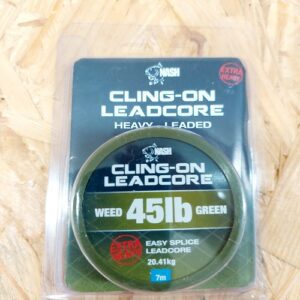 NASH
EXTRA
HEAVY
CLING-ON
LEADCORE
HEAVY - LEADED
NASH
CLING-ON
LEADCORE
WEED 45lb GREEN
EXTRA
HEAVY
EASY SPLICE
LEADCORE
20.41kg
7m